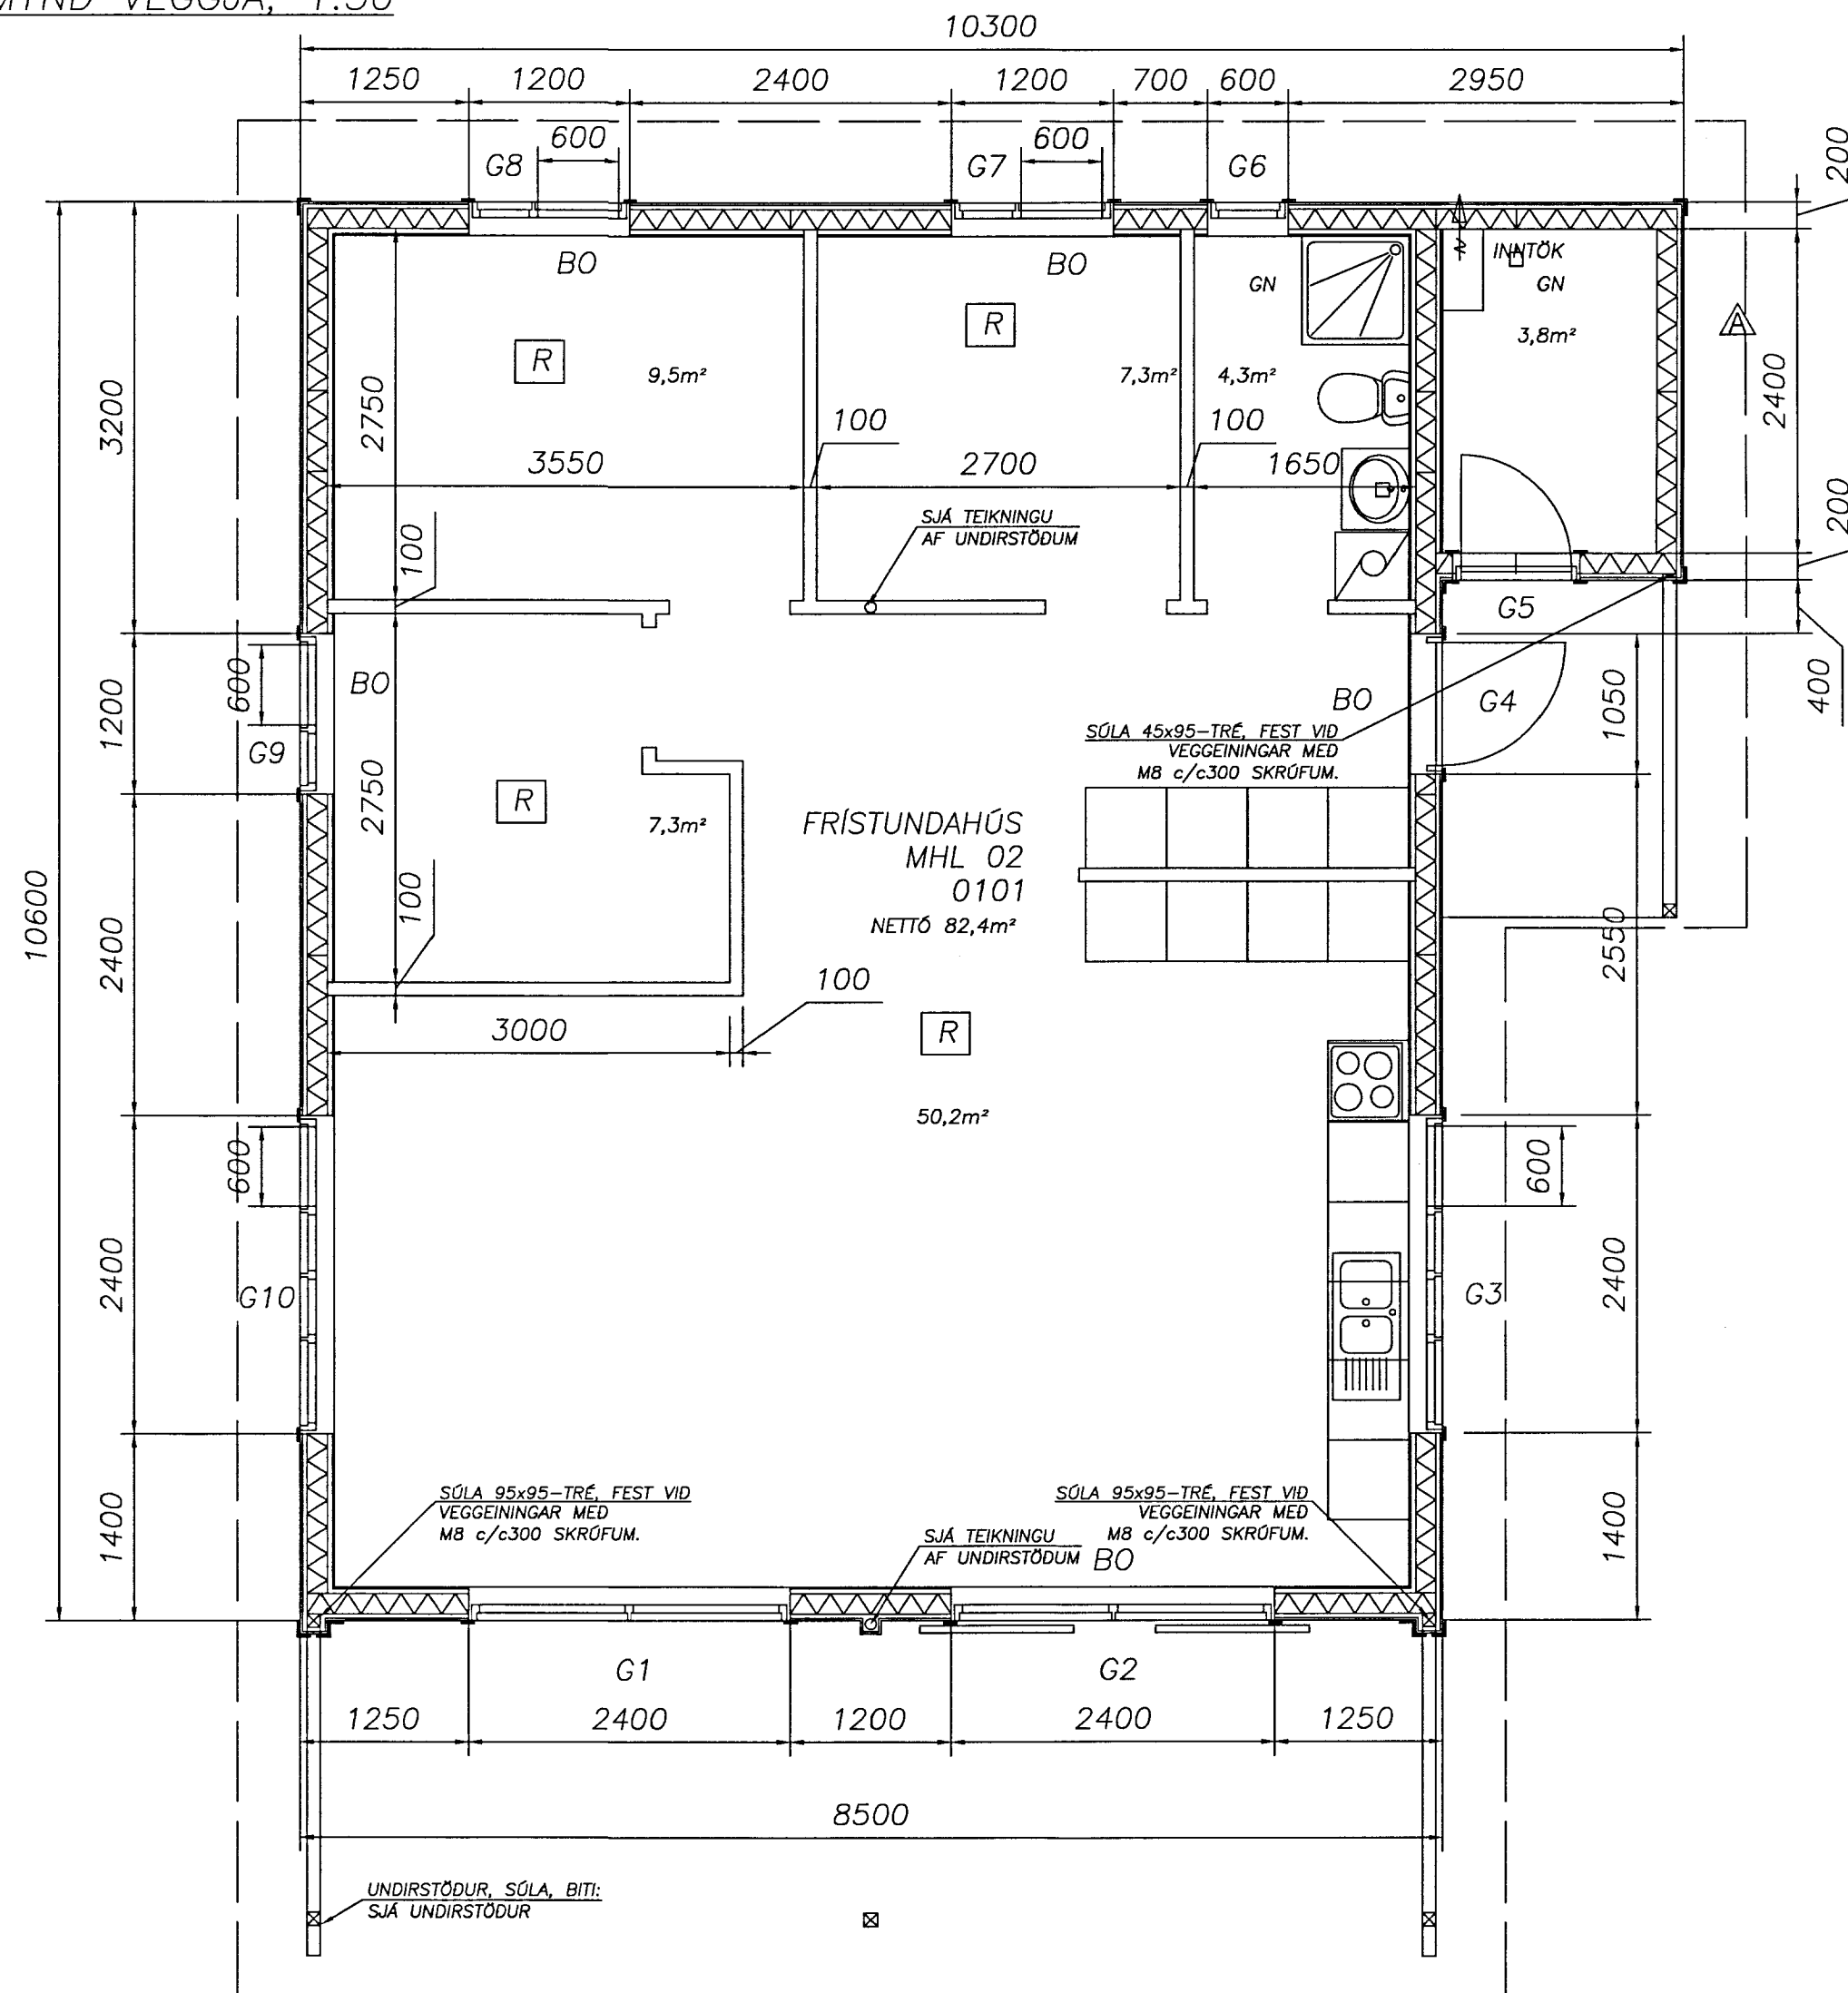 MYND VEGGJA, 1:50
10300
1250 1200 2400 1200 700 600 2950
600 600 200
G8 G7 G6
BO BO GN INNTÖK
GN
R R A
3,8m²
9,5m² 7,3m² 4,3m²
3200 2750 2400
100 100
3550 2700 1650
200
100
SJÁ TEIKNINGU
AF UNDIRSTÖÐUM
G5
600 BO BO G4 1050 400
1200
G9
SÚLA 45x95-TRÉ, FEST VIÐ
VEGGEININGAR MEÐ
M8 c/c300 SKRÚFUM.
2750 R
7,3m²
FRÍSTUNDAHÚS
MHL 02
0101
NETTÓ 82,4m²
10600 2400 100 2550
100
3000 R
50,2m²
600 600
2400 2400
G10 G3
SÚLA 95x95-TRÉ, FEST VIÐ
VEGGEININGAR MEÐ
M8 c/c300 SKRÚFUM.
SÚLA 95x95-TRÉ, FEST VIÐ
VEGGEININGAR MEÐ
M8 c/c300 SKRÚFUM.
1400 1400
SJÁ TEIKNINGU
AF UNDIRSTÖÐUM
BO
G1 G2
1250 2400 1200 2400 1250
8500
UNDIRSTÖÐUR, SÚLA, BITI:
SJÁ UNDIRSTÖÐUR